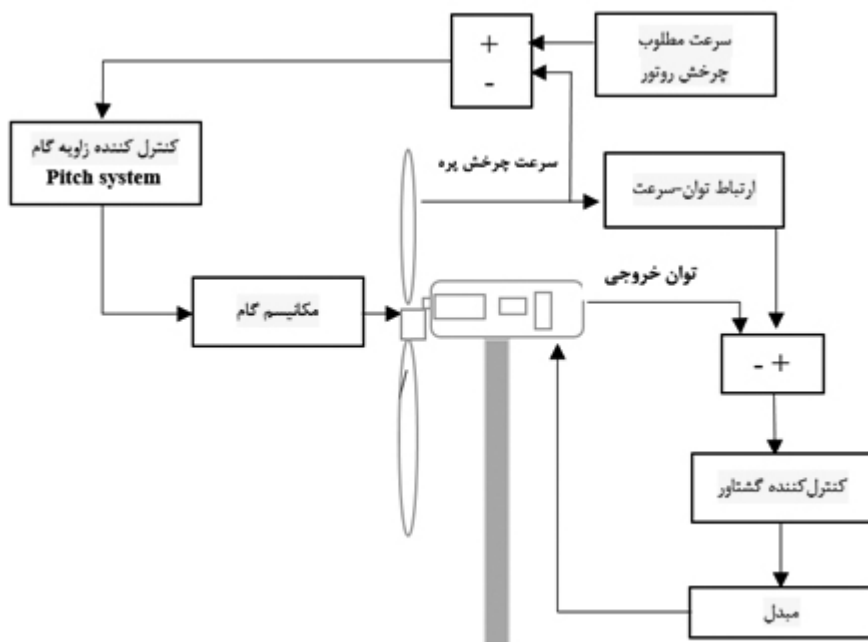 سرعت مطلوب
چرخش روتور
+
-
کنترل کننده زاویه گام
Pitch system
سرعت چرخش پره
ارتباط توان-سرعت
توان خروجی
مکانیسم گام
- +
کنترل‌کننده گشتاور
مبدل